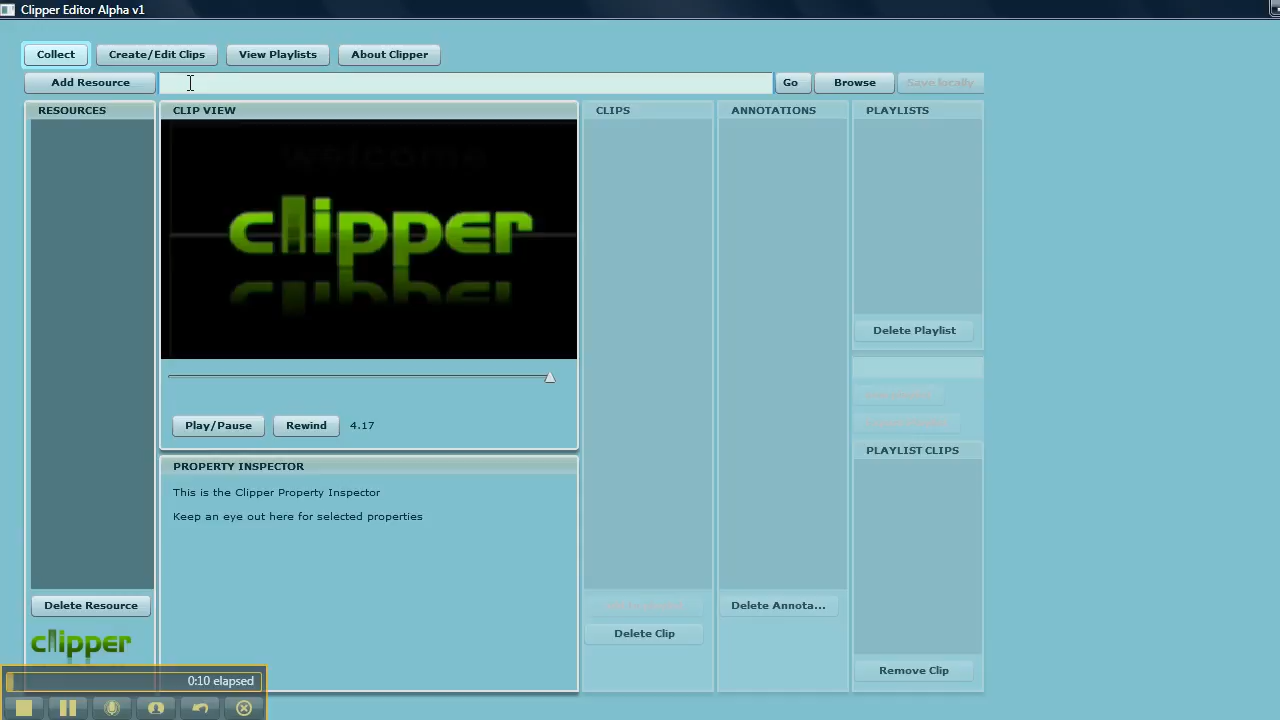 Clipper Editor Alpha v1
Collect
Create/Edit Clips
View Playlists
About Clipper
Add Resource
Go
Browse
Save locally
RESOURCES
CLIP VIEW
CLIPS
ANNOTATIONS
PLAYLISTS
welcome
clipper
Delete Playlist
Play/Pause
Rewind
4.17
PLAYLIST CLIPS
PROPERTY INSPECTOR
This is the Clipper Property Inspector
Keep an eye out here for selected properties
Delete Resource
Delete Annota...
Delete Clip
clipper
Remove Clip
0:10 elapsed